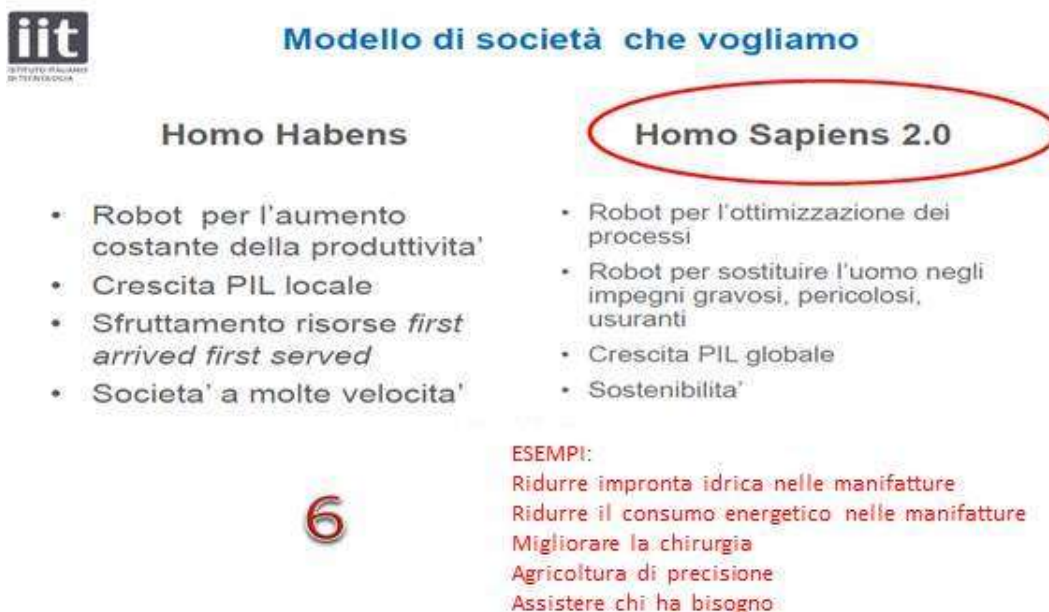 iit
ISTITUTO ITALIANO
DI TECNOLOGIA
Modello di società che vogliamo
Homo Habens
• Robot per l'aumento
costante della produttivita'
• Crescita PIL locale
• Sfruttamento risorse first
arrived first served
• Societa' a molte velocita'
Homo Sapiens 2.0
• Robot per l'ottimizzazione dei
processi
• Robot per sostituire l'uomo negli
impegni gravosi, pericolosi,
usuranti
• Crescita PIL globale
• Sostenibilita'
6
ESEMPI:
Ridurre impronta idrica nelle manifatture
Ridurre il consumo energetico nelle manifatture
Migliorare la chirurgia
Agricoltura di precisione
Assistere chi ha bisogno